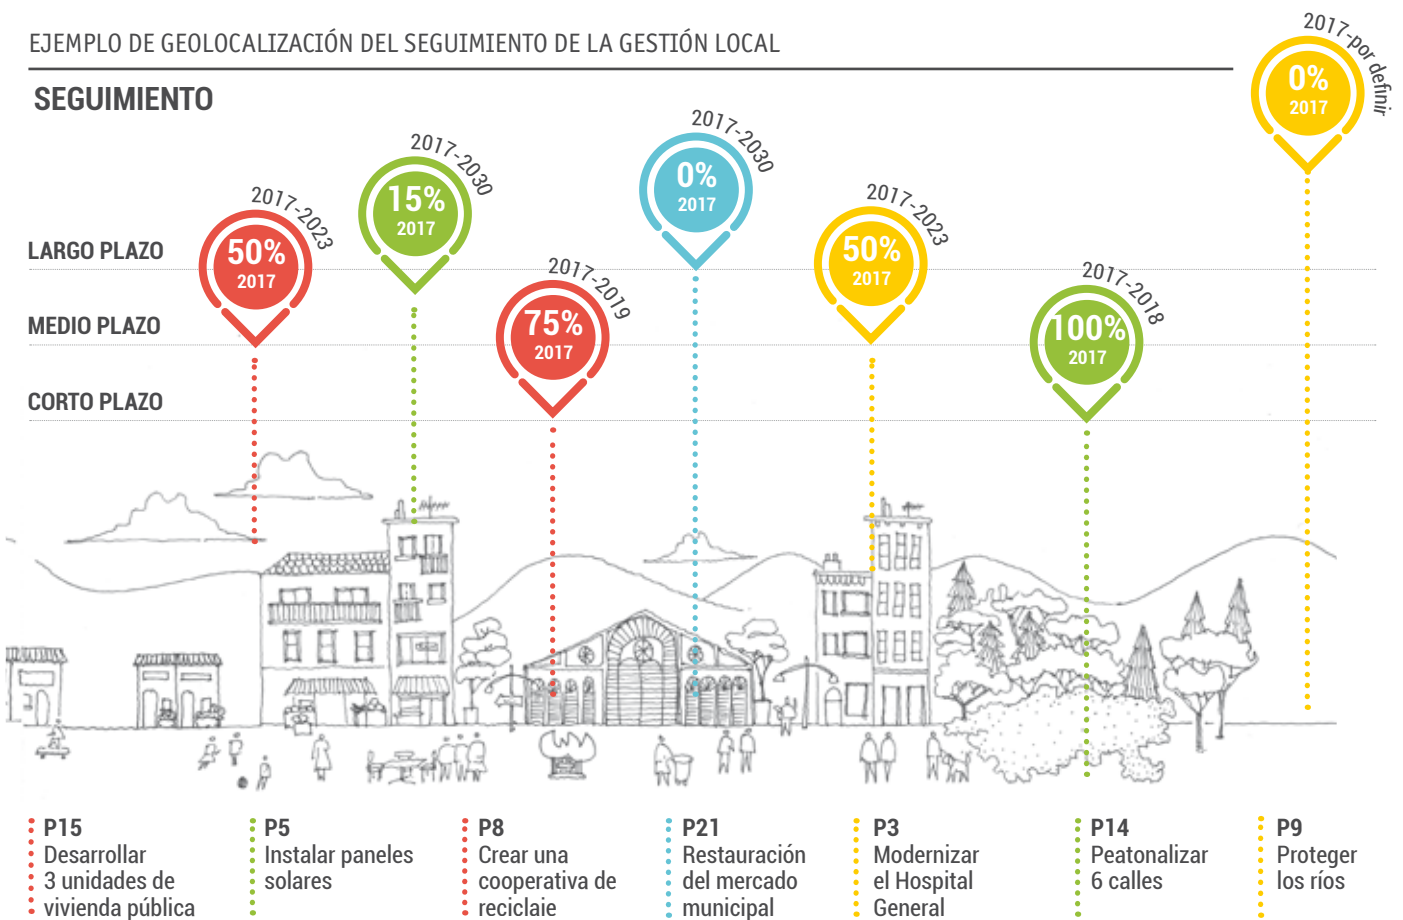 EJEMPLO DE GEOLOCALIZACIÓN DEL SEGUIMIENTO DE LA GESTIÓN LOCAL
SEGUIMIENTO
2017-2023
50%
2017
2017-2030
15%
2017
2017-2019
75%
2017
2017-2030
0%
2017
2017-2023
50%
2017
2017-2018
100%
2017
2017-por definir
0%
2017
LARGO PLAZO
MEDIO PLAZO
CORTO PLAZO
P15
Desarrollar
3 unidades de
vivienda pública
P5
Instalar paneles
solares
P8
Crear una
cooperativa de
reciclaie
P21
Restauración
del mercado
municipal
P3
Modernizar
el Hospital
General
P14
Peatonalizar
6 calles
P9
Proteger
los ríos